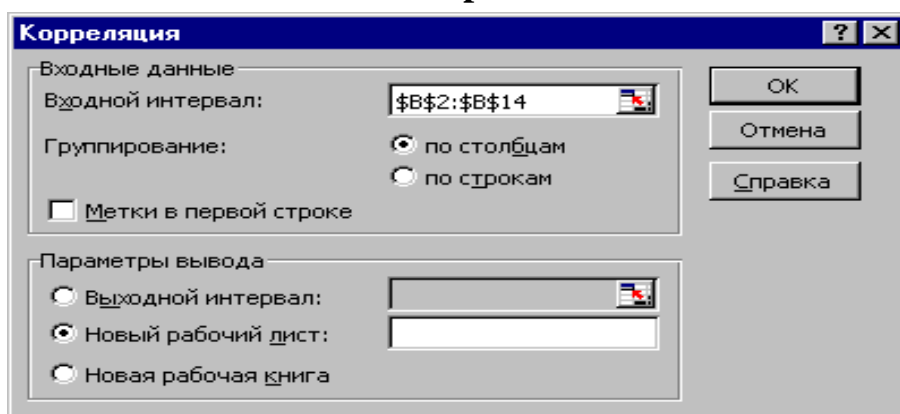 Корреляция
Входные данные
Входной интервал: $B$2:$B$14
Группирование: по столбцам
по строкам
Метки в первой строке
OK
Отмена
Справка
Параметры вывода
Выходной интервал:
Новый рабочий лист:
Новая рабочая книга